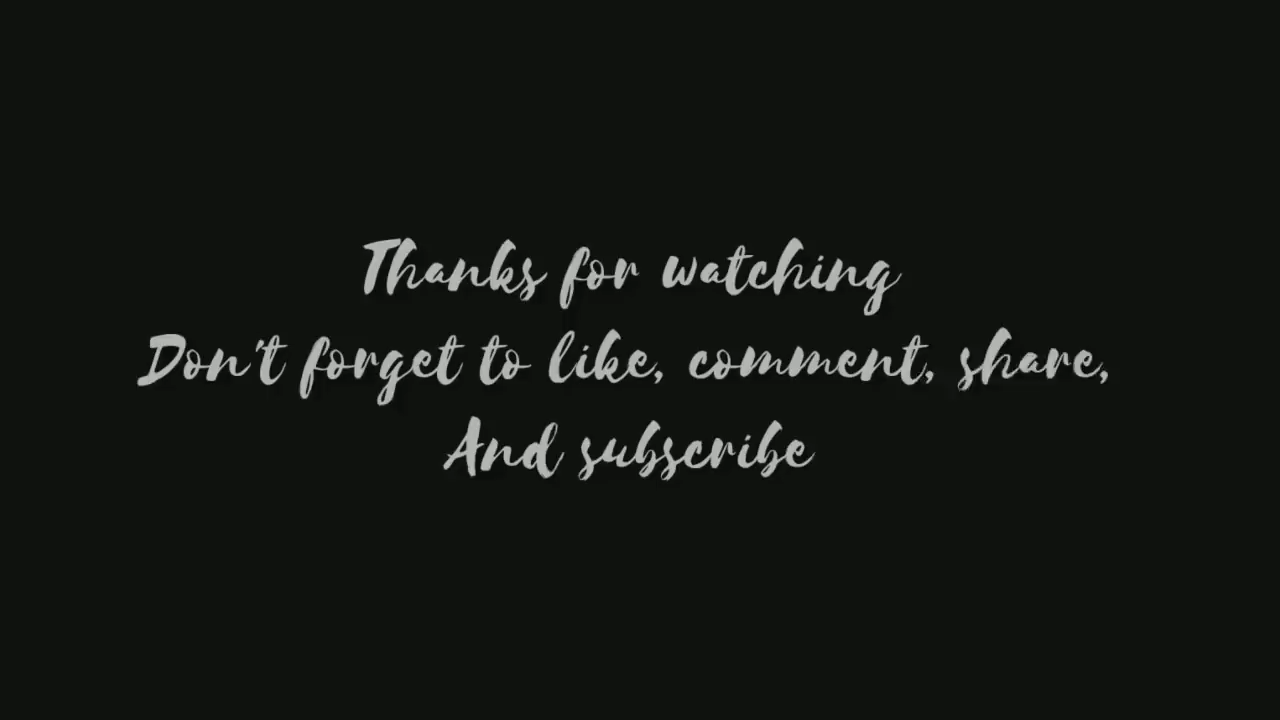 Thanks for watching
Don't forget to like, comment, share,
And subscribe